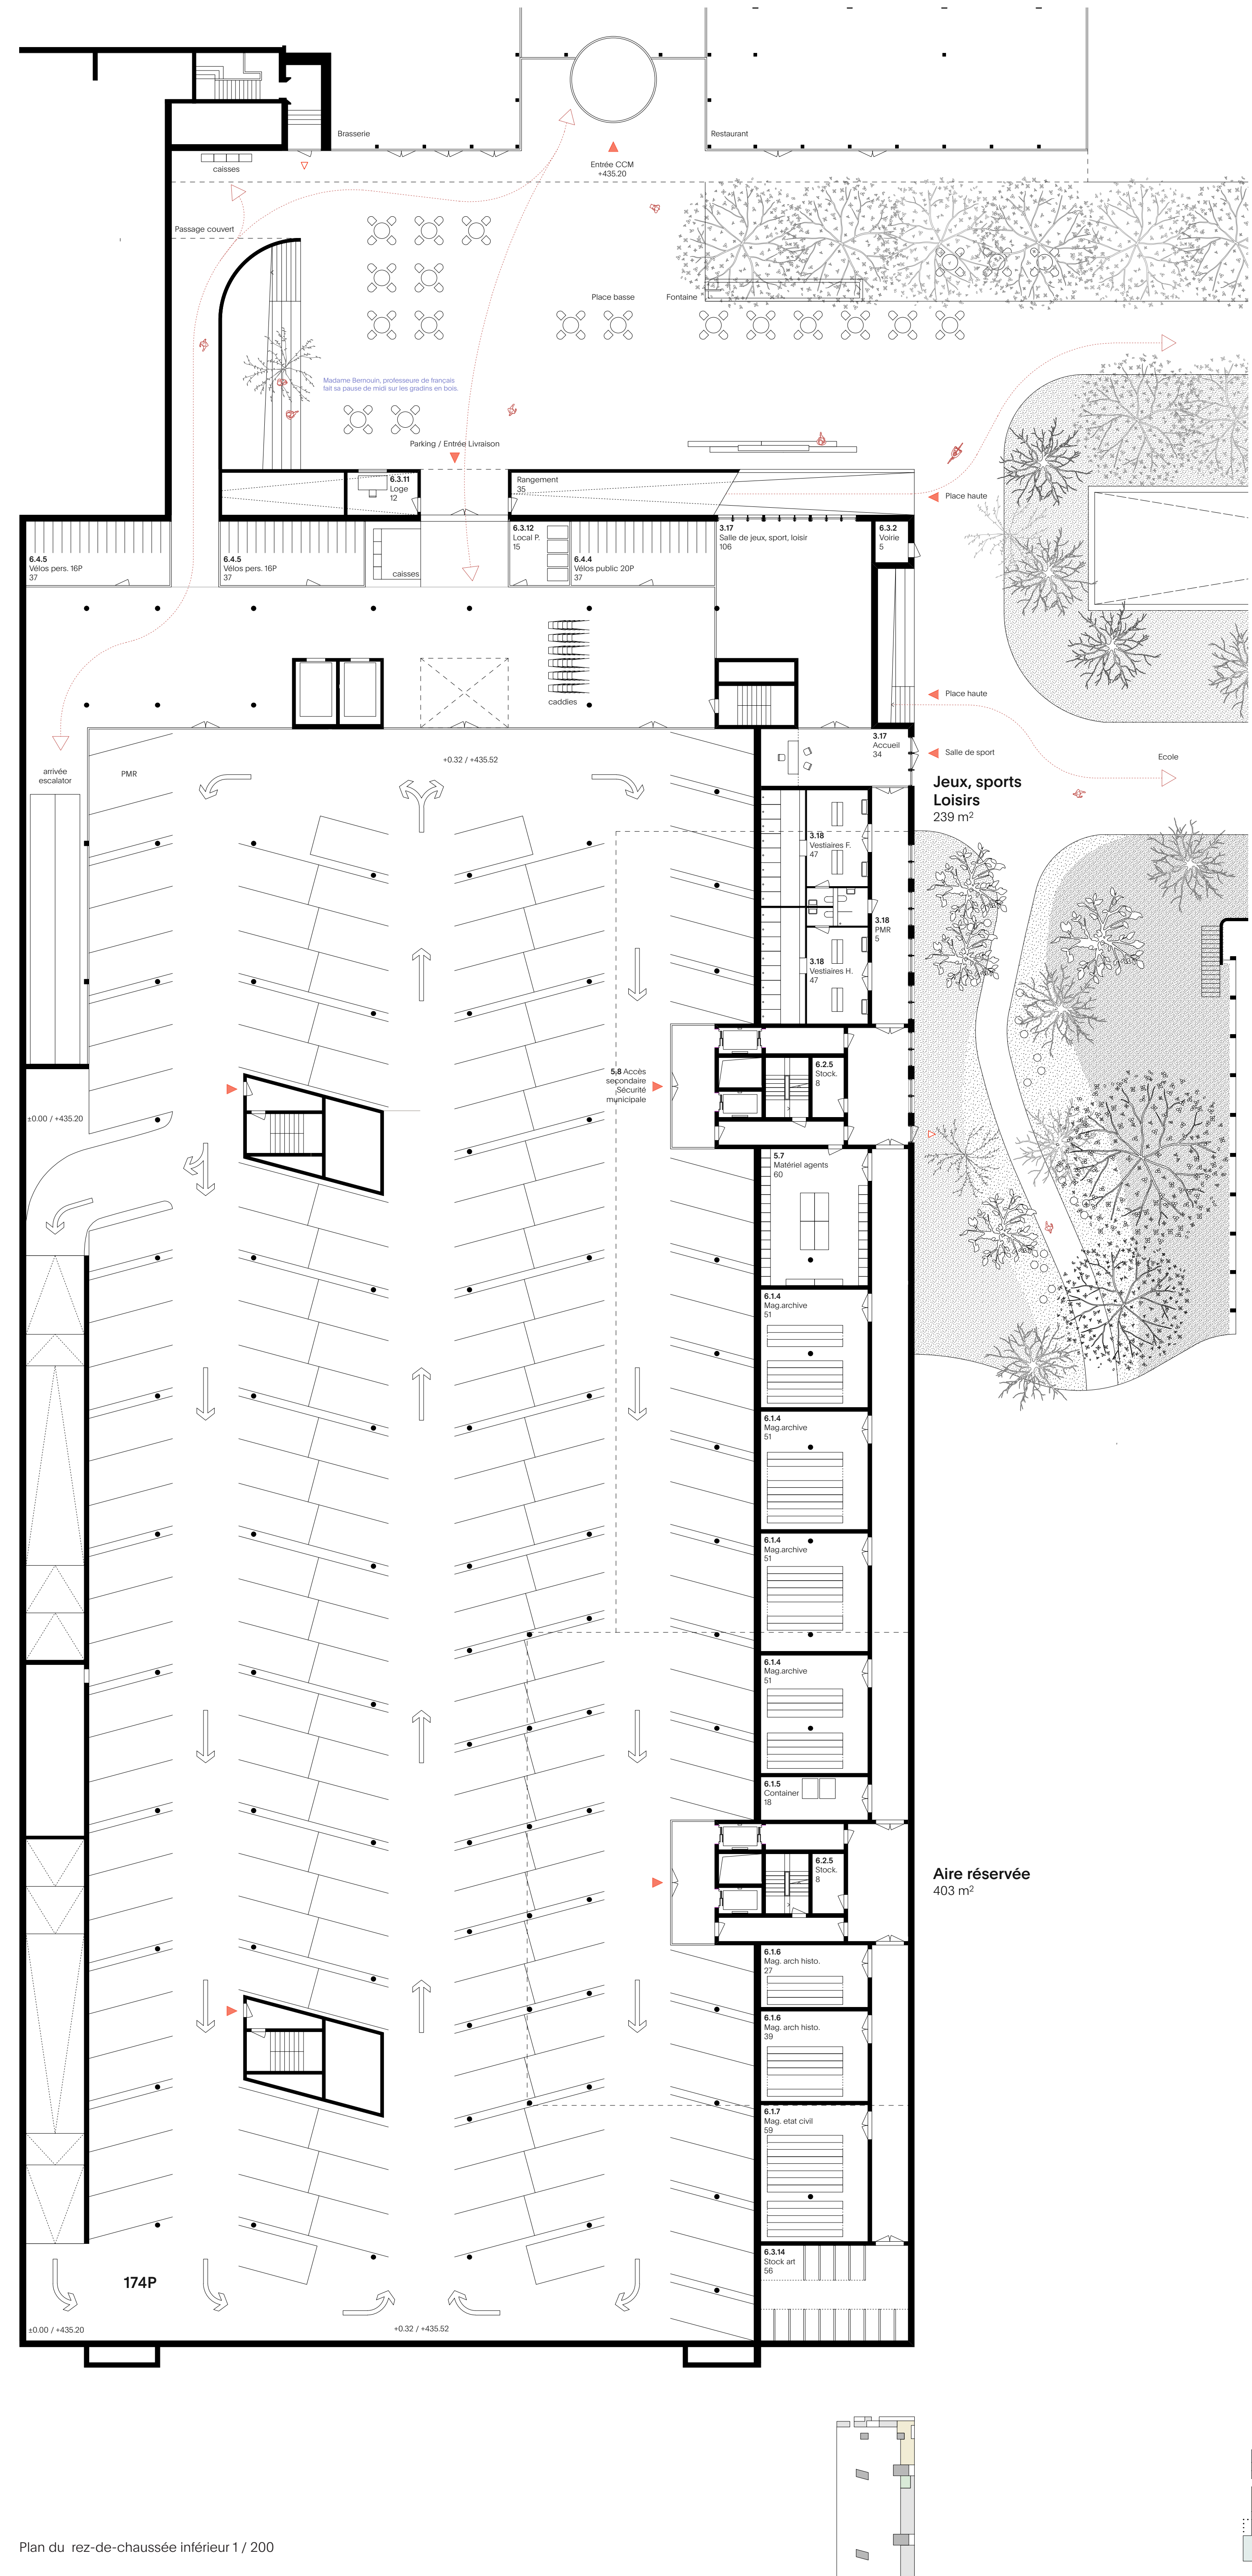 Brasserie
Restaurant
Entrée CCM
+435.20
caisses
Passage couvert
Place basse
Fontaine
Madame Bernouin, professeure de français
fait sa pause de midi sur les gradins en bois.
Parking / Entrée Livraison
6.3.11
Loge
12
Rangement
35
Place haute
6.4.5
Vélos pers. 16P
37
6.4.5
Vélos pers. 16P
37
caisses
6.3.12
Local P.
15
6.4.4
Vélos public 20P
37
3.17
Salle de jeux, sport, loisir
106
6.3.2
Voirie
5
caddies
Place haute
3.17
Accueil
34
Salle de sport
Ecole
arrivée
escalator
PMR
+0.32 / +435.52
Jeux, sports
Loisirs
239 m²
3.18
Vestiaires F.
47
3.18
PMR
5
3.18
Vestiaires H.
47
5.8 Accès
secondaire
Sécurité
municipale
6.2.5
Stock.
8
±0.00 / +435.20
5.7
Matériel agents
60
6.1.4
Mag.archive
51
6.1.4
Mag.archive
51
6.1.4
Mag.archive
51
6.1.4
Mag.archive
51
6.1.5
Container
18
6.2.5
Stock.
8
Aire réservée
403 m²
6.1.6
Mag. arch histo.
27
6.1.6
Mag. arch histo.
39
6.1.7
Mag. etat civil
59
6.3.14
Stock art
56
174P
±0.00 / +435.20
+0.32 / +435.52
Plan du rez-de-chaussée inférieur 1 / 200